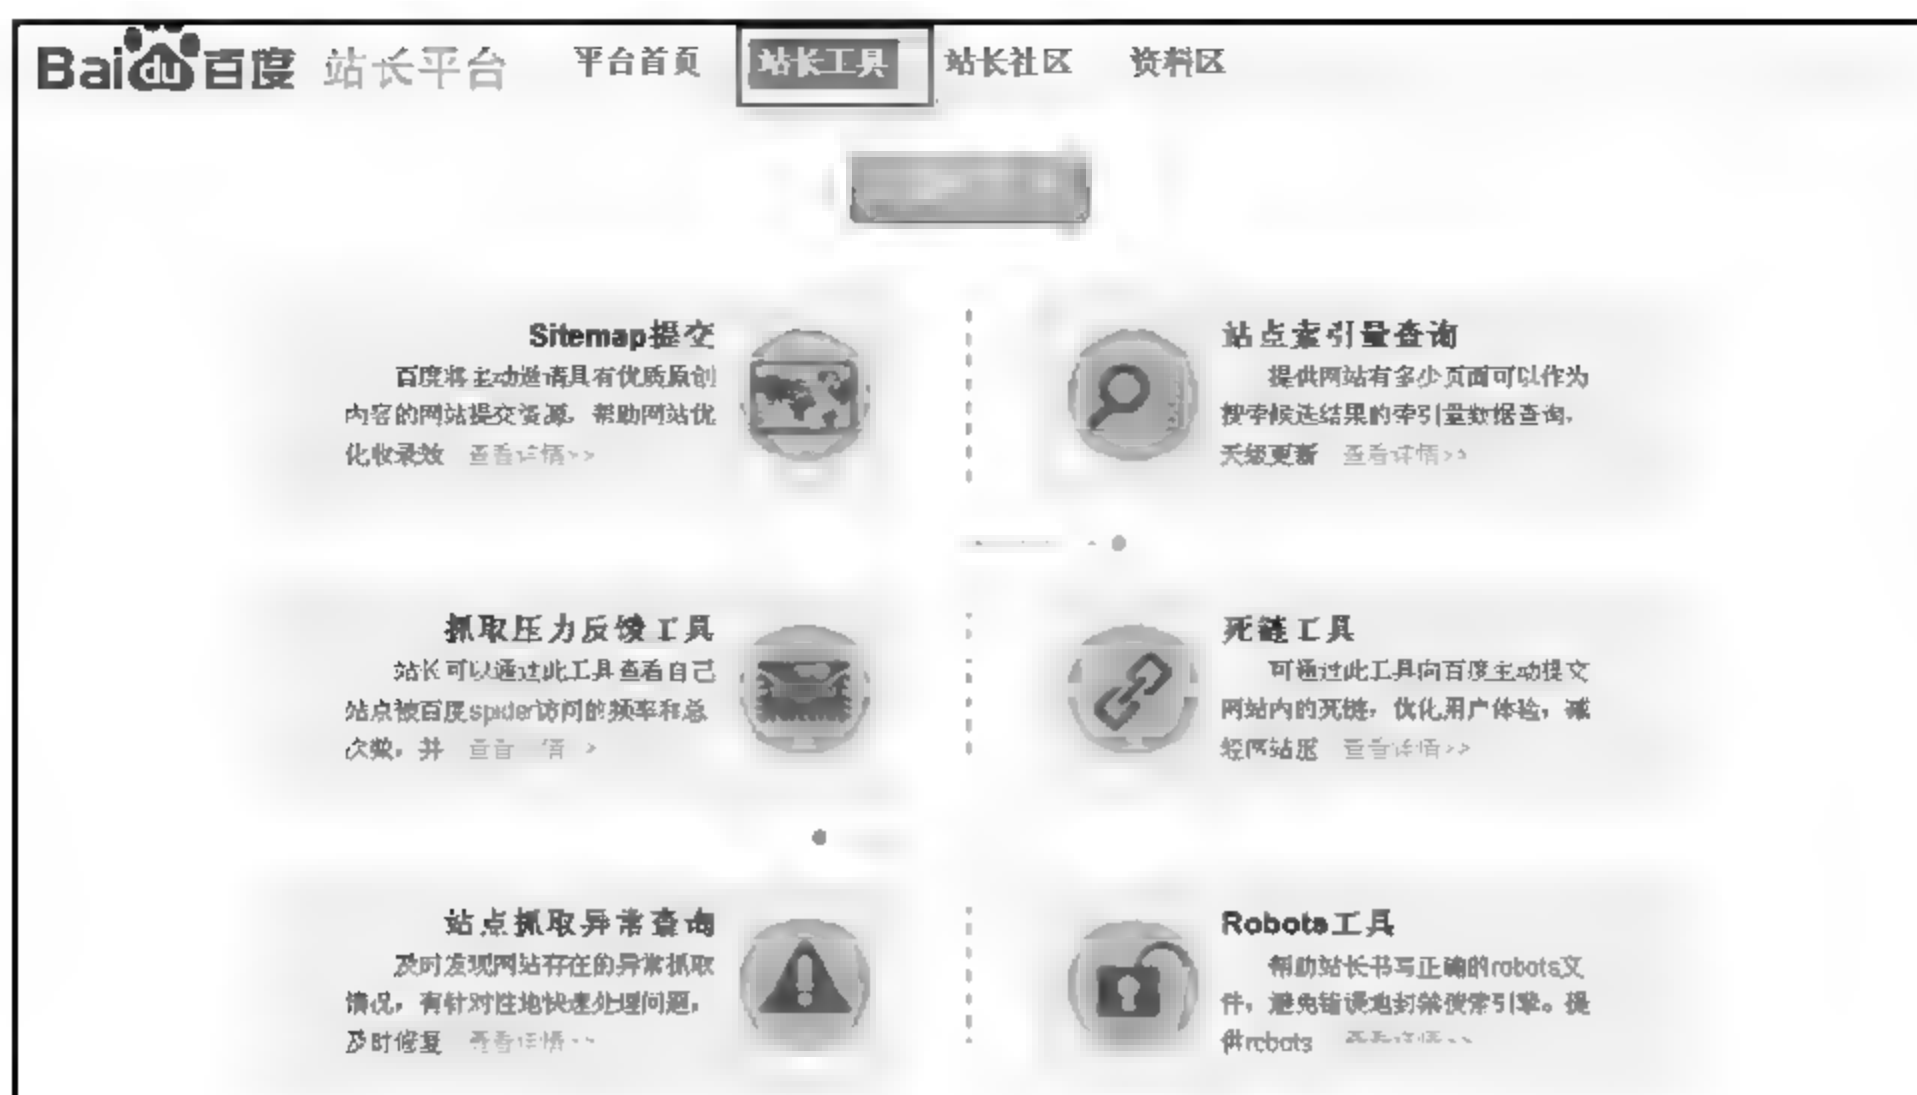 Bai du 百度 站长平台 平台首页 站长工具 站长社区 资料区
Sitemap提交
百度将主动邀请具有优质原创
内容的网站提交资源，帮助网站优
化收录效 查看详情>>
站点索引量查询
提供网站有多少页面可以作为
搜索候选结果的索引量数据查询，
天级更新 查看详情>>
抓取压力反馈工具
站长可以通过此工具查看自己
站点被百度spider访问的频率和总
次数，并 查看 情 >
死链工具
可通过此工具向百度主动提交
网站内的死链，优化用户体验，减
轻网站压 查看详情>>
站点抓取异常查询
及时发现网站存在的异常抓取
情况，有针对性地快速处理问题，
及时修复 查看详情>>
Robots工具
帮助站长书写正确的robots文
件，避免错误地封禁搜索引擎。提
供robots 查看详情>>